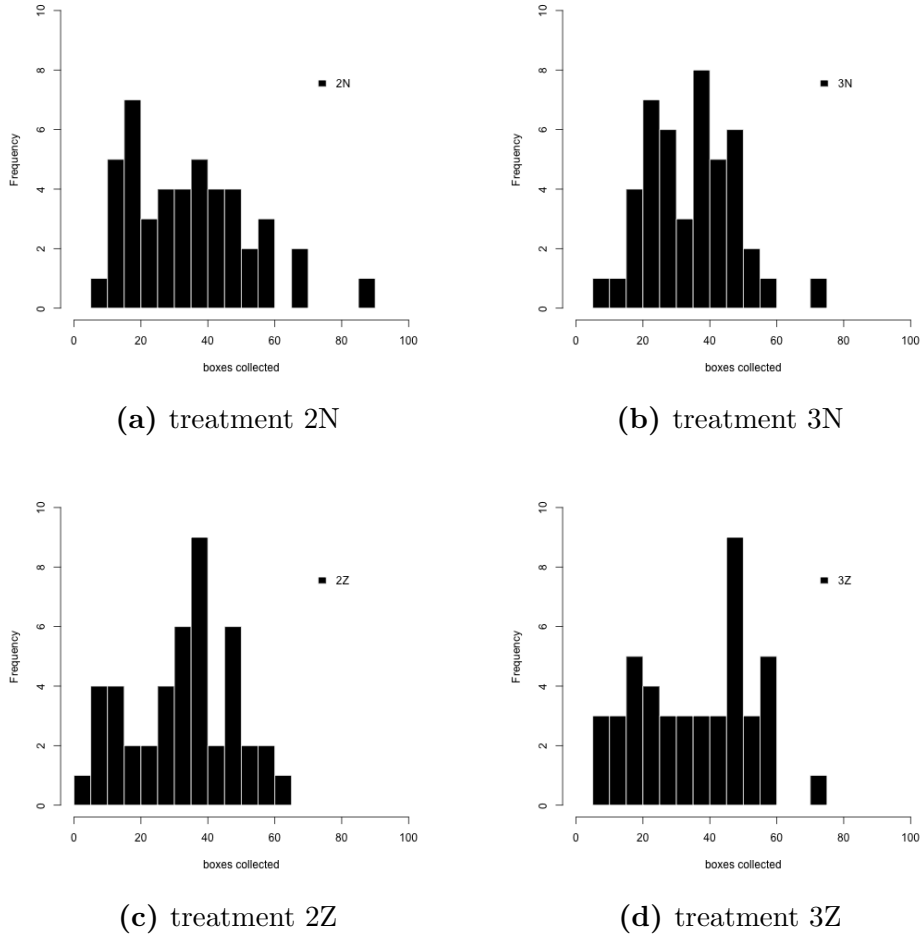 10
8
6
4
2
0
Frequency
2N
0 20 40 60 80 100
boxes collected
(a) treatment 2N
10
8
6
4
2
0
Frequency
3N
0 20 40 60 80 100
boxes collected
(b) treatment 3N
10
8
6
4
2
0
Frequency
2Z
0 20 40 60 80 100
boxes collected
(c) treatment 2Z
10
8
6
4
2
0
Frequency
3Z
0 20 40 60 80 100
boxes collected
(d) treatment 3Z